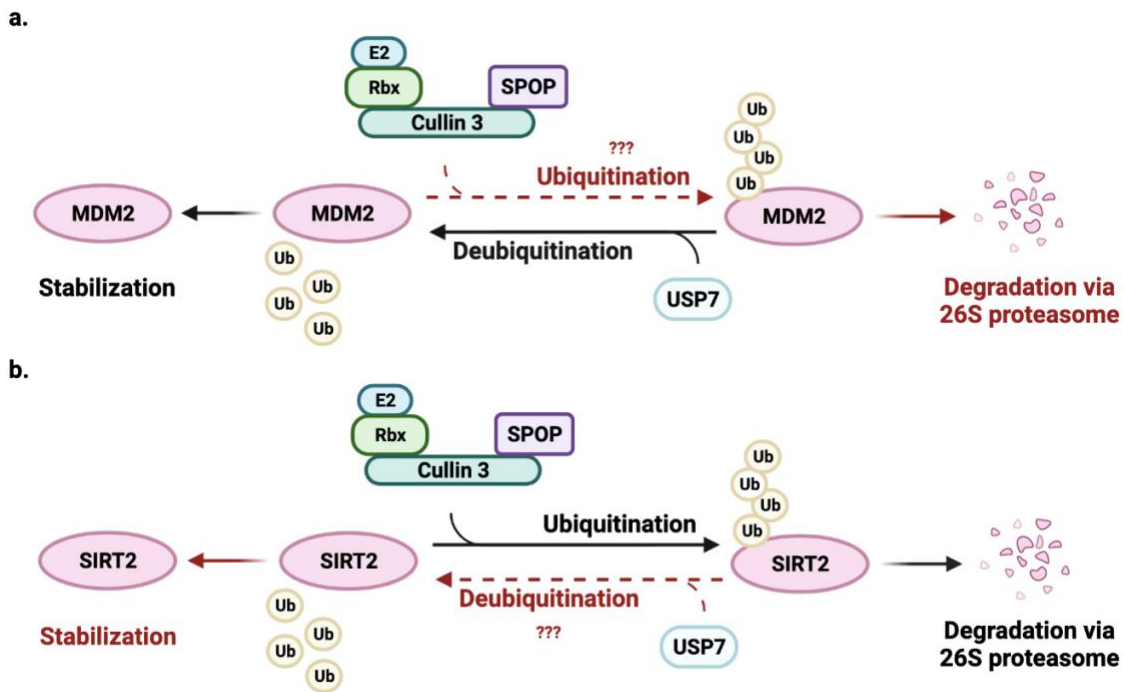 a.
E2
Rbx
SPOP
Cullin 3
Ub
Ub
Ub
Ub
???
Ubiquitination
MDM2
MDM2
MDM2
Deubiquitination
Ub
Ub
Ub
Ub
USP7
Stabilization
Degradation via
26S proteasome
b.
E2
Rbx
SPOP
Cullin 3
Ub
Ub
Ub
Ub
Ubiquitination
SIRT2
SIRT2
SIRT2
Deubiquitination
???
Ub
Ub
Ub
Ub
USP7
Stabilization
Degradation via
26S proteasome